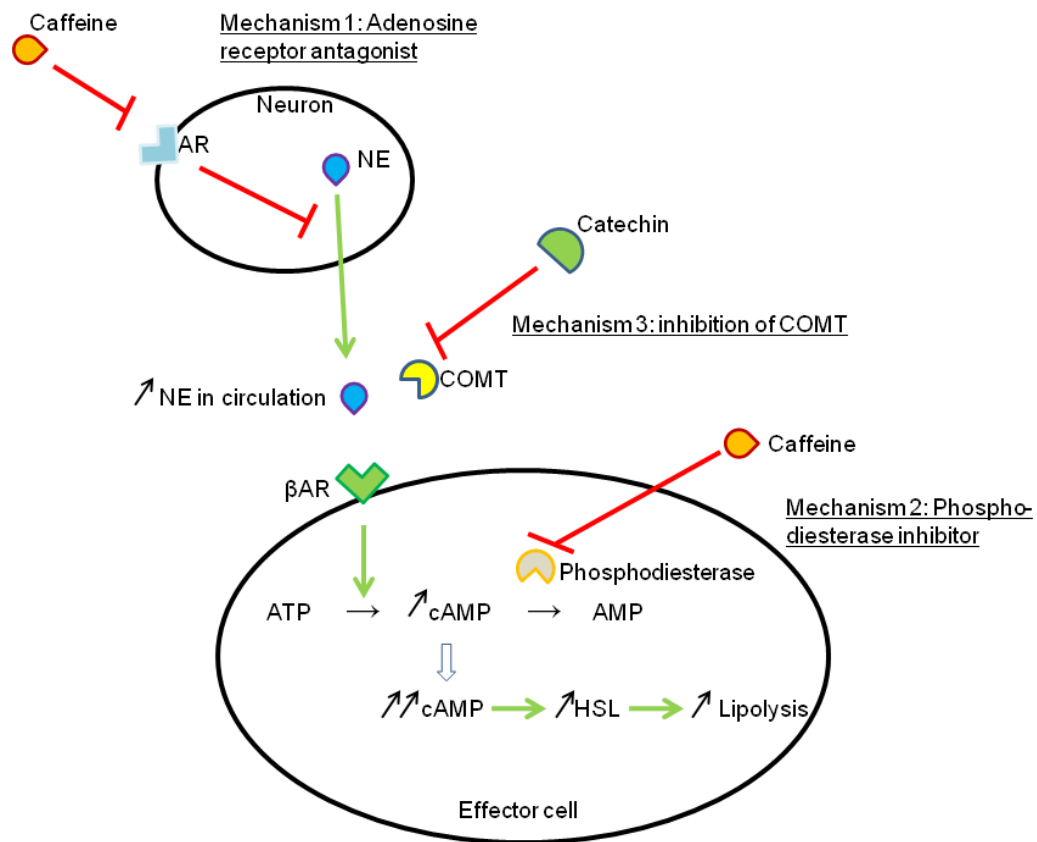 Caffeine
Mechanism 1: Adenosine
receptor antagonist
Neuron
AR
NE
Catechin
Mechanism 3: inhibition of COMT
COMT
NE in circulation
Caffeine
βAR
Mechanism 2: Phospho-
diesterase inhibitor
Phosphodiesterase
ATP → cAMP → AMP
cAMP HSL Lipolysis
Effector cell